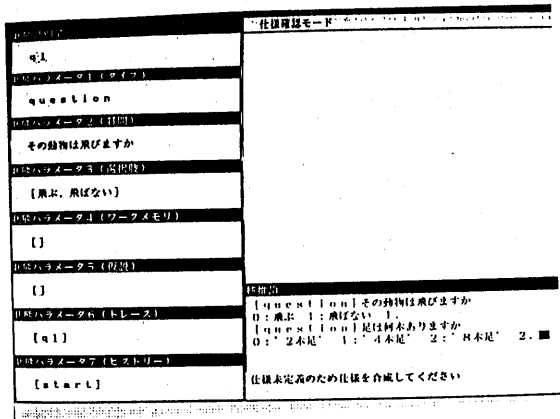 q1
パラメータ1（タイプ）
question
パラメータ2（質問）
その動物は飛びますか
パラメータ3（選択肢）
[飛ぶ，飛ばない]
パラメータ4（ワークメモリ）
[]
パラメータ5（仮説）
[]
パラメータ6（トレース）
[q1]
パラメータ7（ヒストリー）
[start]
仕様確認モード
[question]その動物は飛びますか
0：飛ぶ 1：飛ばない 1．
[question]足は何本ありますか
0：'2本足' 1：'4本足' 2：'8本足' 2．
仕様未定義のため仕様を合成してください